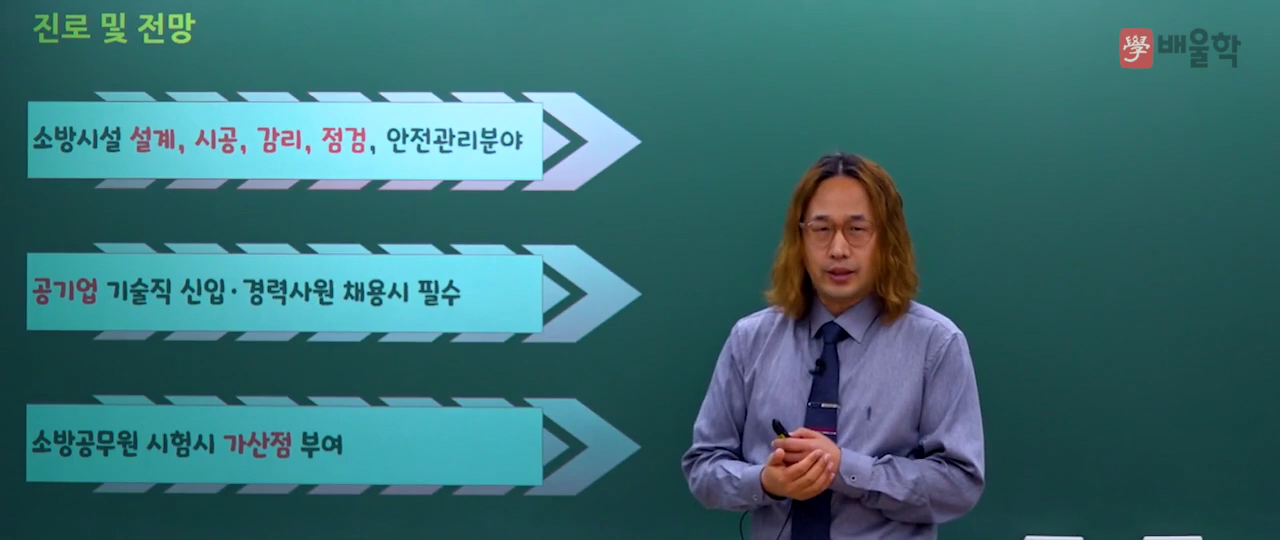 진로 및 전망
學 배울학
소방시설 설계, 시공, 감리, 점검, 안전관리분야
공기업 기술직 신입·경력사원 채용시 필수
소방공무원 시험시 가산점 부여